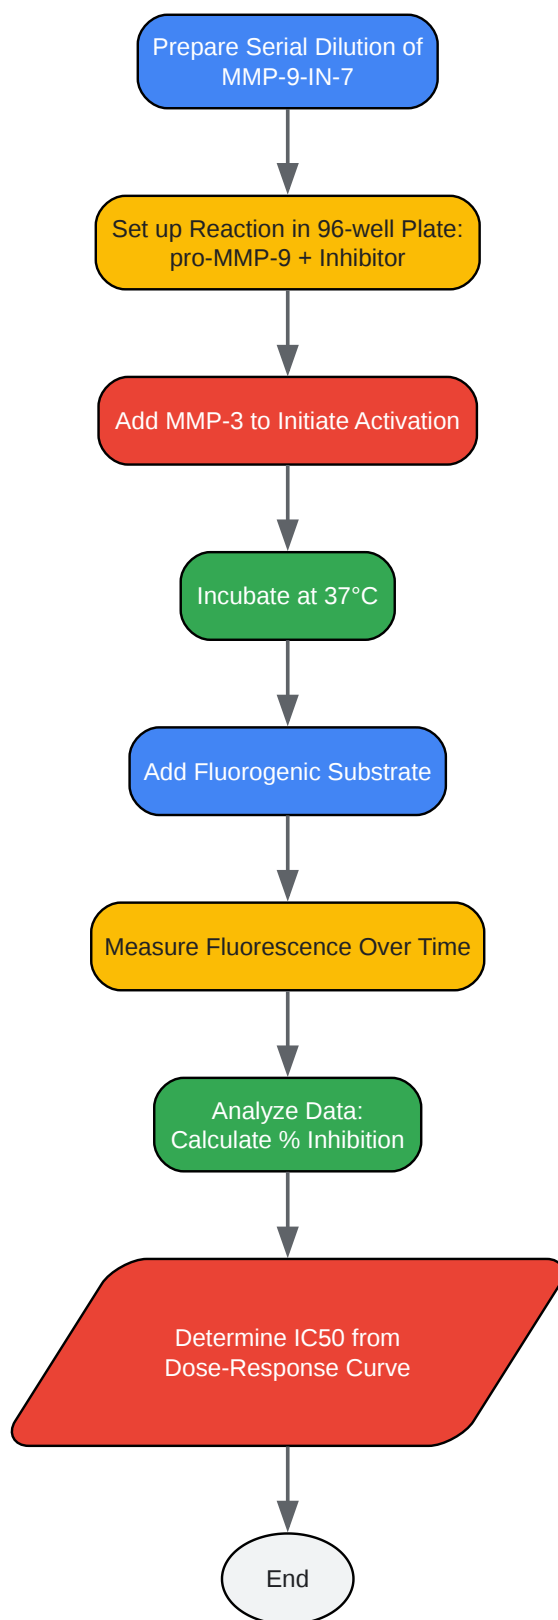 Prepare Serial Dilution of
MMP-9-IN-7
Set up Reaction in 96-well Plate:
pro-MMP-9 + Inhibitor
Add MMP-3 to Initiate Activation
Incubate at 37°C
Add Fluorogenic Substrate
Measure Fluorescence Over Time
Analyze Data:
Calculate % Inhibition
Determine IC50 from
Dose-Response Curve
End